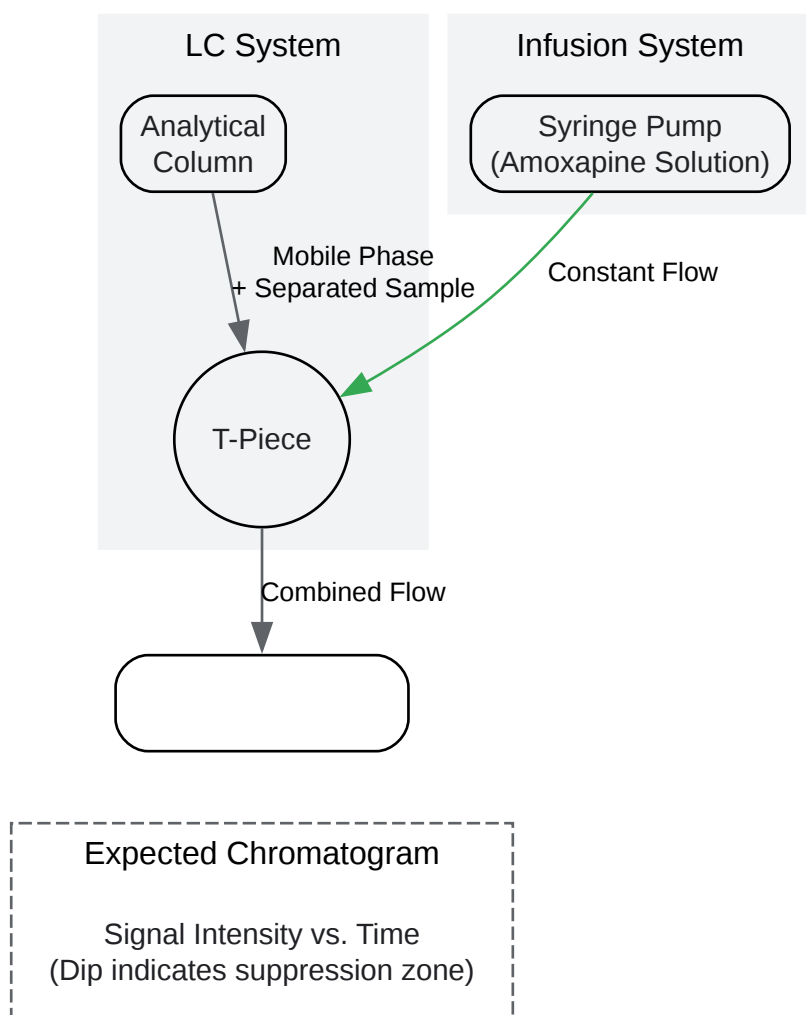 LC System
Infusion System
Analytical
Column
Syringe Pump
(Amoxapine Solution)
Mobile Phase
+ Separated Sample
Constant Flow
T-Piece
Combined Flow
Expected Chromatogram
Signal Intensity vs. Time
(Dip indicates suppression zone)